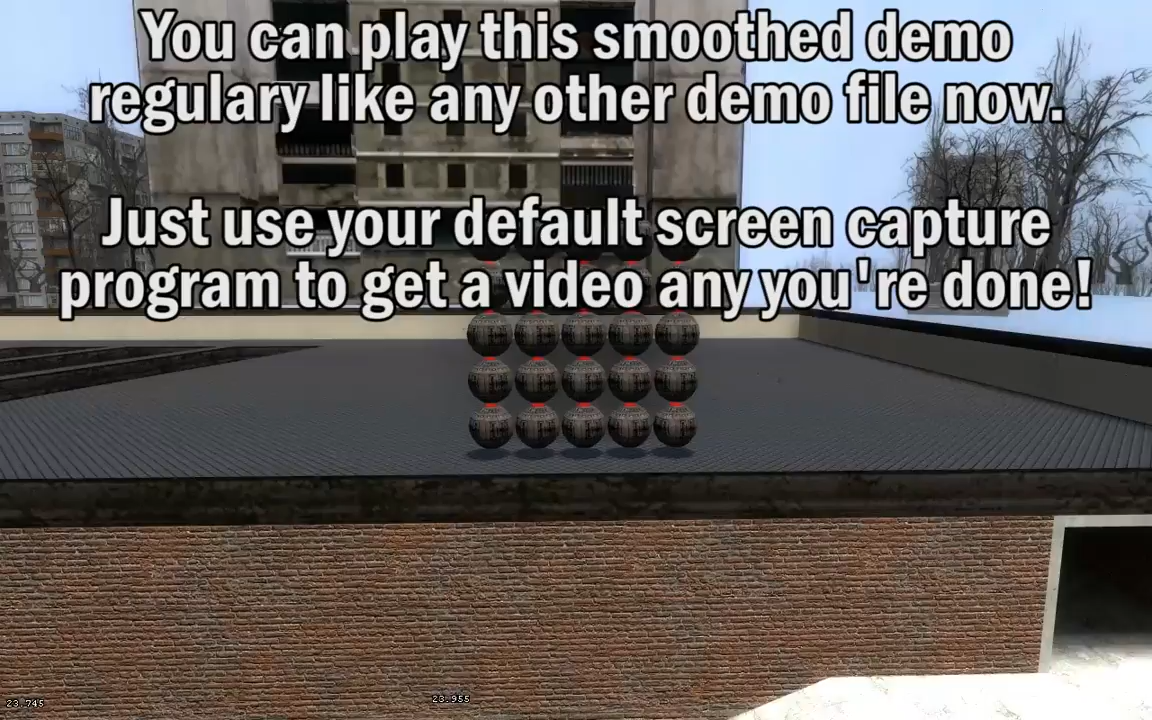 You can play this smoothed demo
regulary like any other demo file now.
Just use your default screen capture
program to get a video any you're done!
23.745
23.955